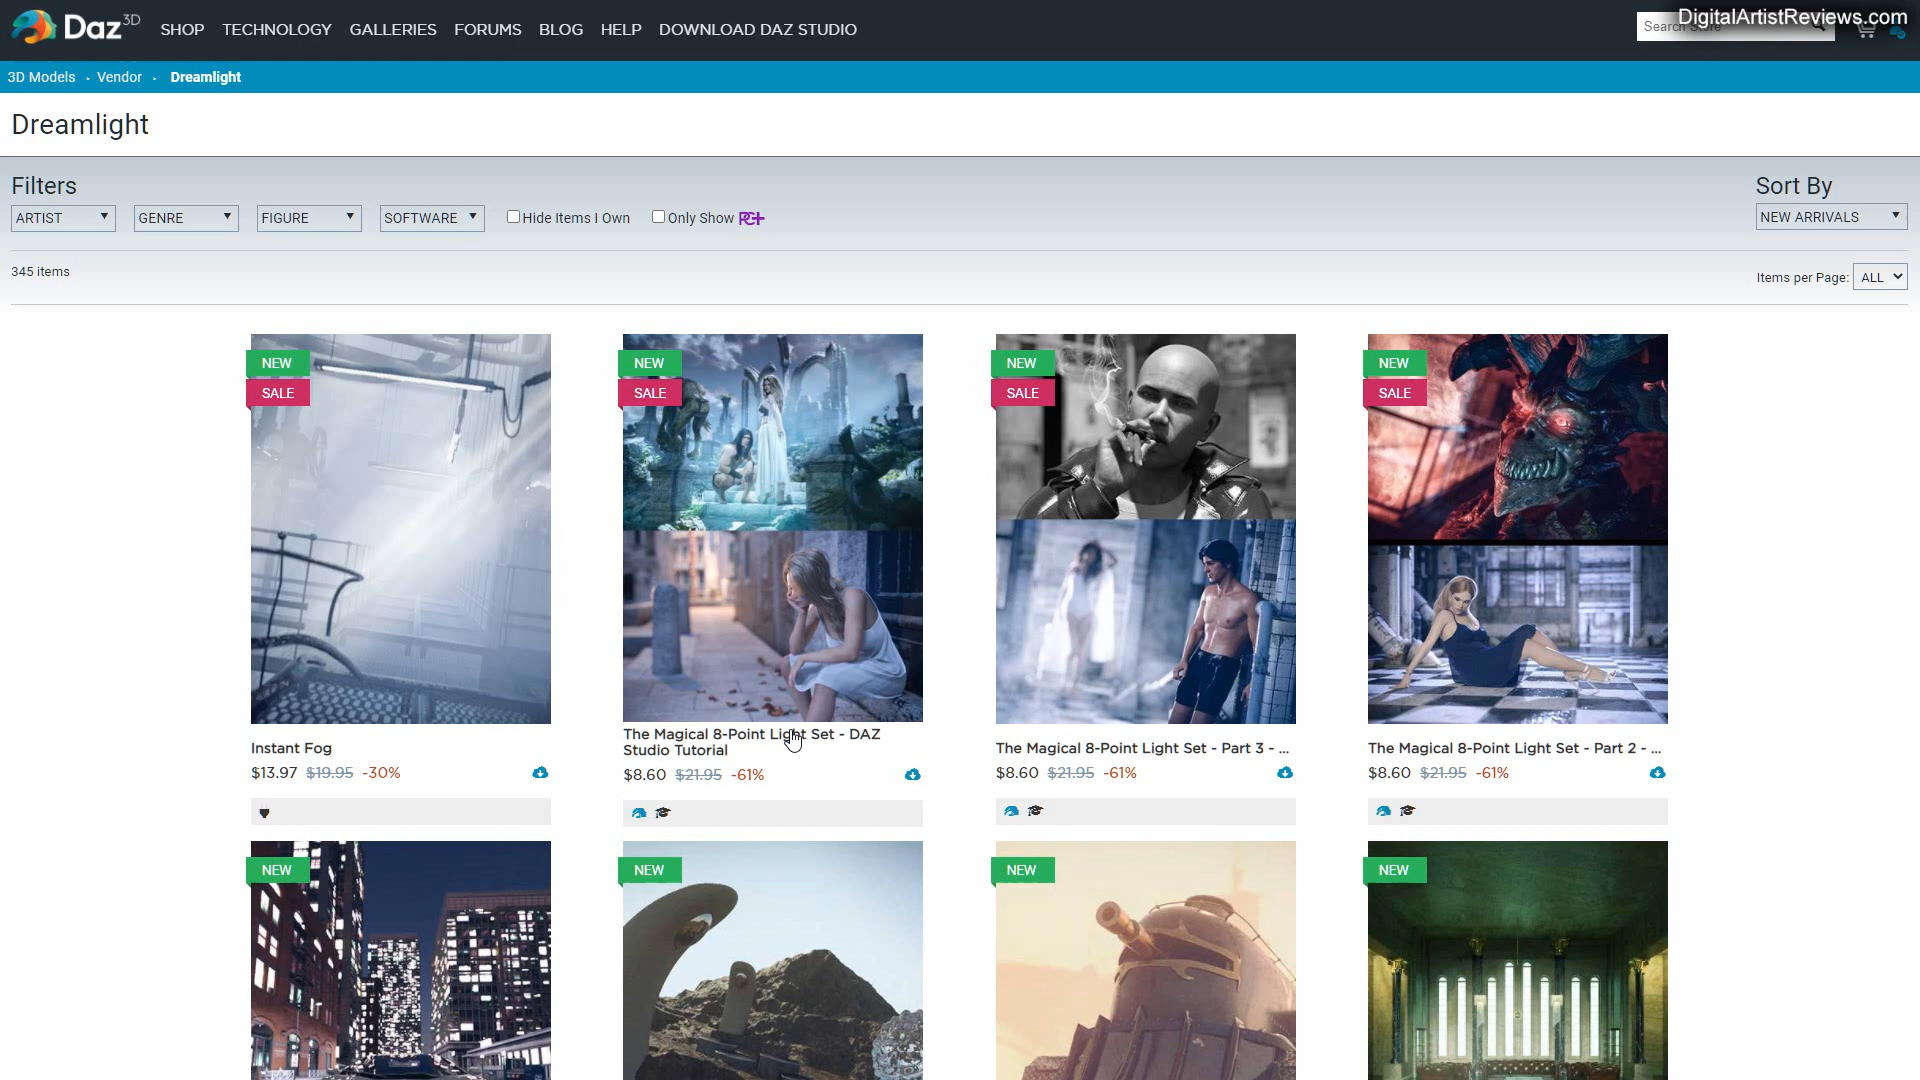 DigitalArtistReviews.com
Daz 3D
SHOP TECHNOLOGY GALLERIES FORUMS BLOG HELP DOWNLOAD DAZ STUDIO
Search Store
3D Models Vendor Dreamlight
Dreamlight
Filters
Sort By
ARTIST GENRE FIGURE SOFTWARE Hide Items I Own Only Show PC+
NEW ARRIVALS
345 items
Items per Page: ALL
NEW
SALE
NEW
SALE
NEW
SALE
NEW
SALE
Instant Fog
$13.97 $19.95 -30%
The Magical 8-Point Light Set - DAZ
Studio Tutorial
$8.60 $21.95 -61%
The Magical 8-Point Light Set - Part 3 - ...
$8.60 $21.95 -61%
The Magical 8-Point Light Set - Part 2 - ...
$8.60 $21.95 -61%
NEW
NEW
NEW
NEW